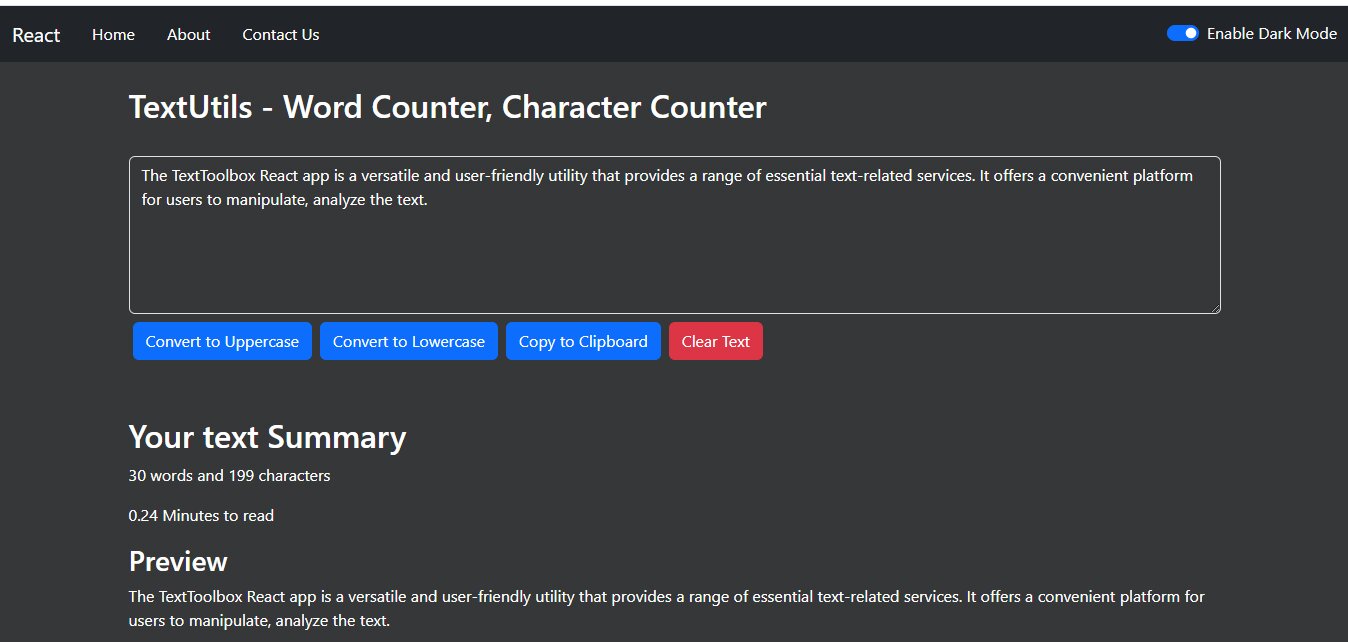 React Home About Contact Us Enable Dark Mode
TextUtils - Word Counter, Character Counter
The TextToolbox React app is a versatile and user-friendly utility that provides a range of essential text-related services. It offers a convenient platform
for users to manipulate, analyze the text.
Convert to Uppercase Convert to Lowercase Copy to Clipboard Clear Text
Your text Summary
30 words and 199 characters
0.24 Minutes to read
Preview
The TextToolbox React app is a versatile and user-friendly utility that provides a range of essential text-related services. It offers a convenient platform for
users to manipulate, analyze the text.